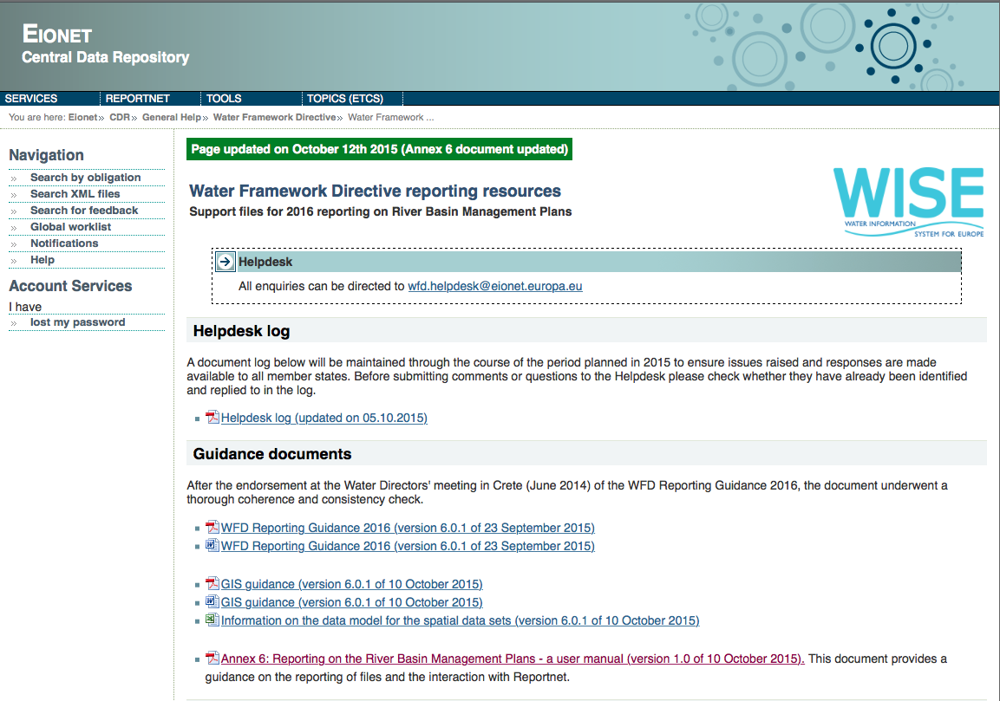 EIONET
Central Data Repository
SERVICES REPORTNET TOOLS TOPICS (ETCS)
You are here: Eionet» CDR» General Help» Water Framework Directive» Water Framework ...
Navigation
» Search by obligation
» Search XML files
» Search for feedback
» Global worklist
» Notifications
» Help
Account Services
I have
» lost my password
Page updated on October 12th 2015 (Annex 6 document updated)
Water Framework Directive reporting resources
Support files for 2016 reporting on River Basin Management Plans
WISE
WATER INFORMATION
SYSTEM FOR EUROPE
Helpdesk
All enquiries can be directed to wfd.helpdesk@eionet.europa.eu
Helpdesk log
A document log below will be maintained through the course of the period planned in 2015 to ensure issues raised and responses are made
available to all member states. Before submitting comments or questions to the Helpdesk please check whether they have already been identified
and replied to in the log.
Helpdesk log (updated on 05.10.2015)
Guidance documents
After the endorsement at the Water Directors' meeting in Crete (June 2014) of the WFD Reporting Guidance 2016, the document underwent a
thorough coherence and consistency check.
WFD Reporting Guidance 2016 (version 6.0.1 of 23 September 2015)
WFD Reporting Guidance 2016 (version 6.0.1 of 23 September 2015)
GIS guidance (version 6.0.1 of 10 October 2015)
GIS guidance (version 6.0.1 of 10 October 2015)
Information on the data model for the spatial data sets (version 6.0.1 of 10 October 2015)
Annex 6: Reporting on the River Basin Management Plans - a user manual (version 1.0 of 10 October 2015). This document provides a
guidance on the reporting of files and the interaction with Reportnet.